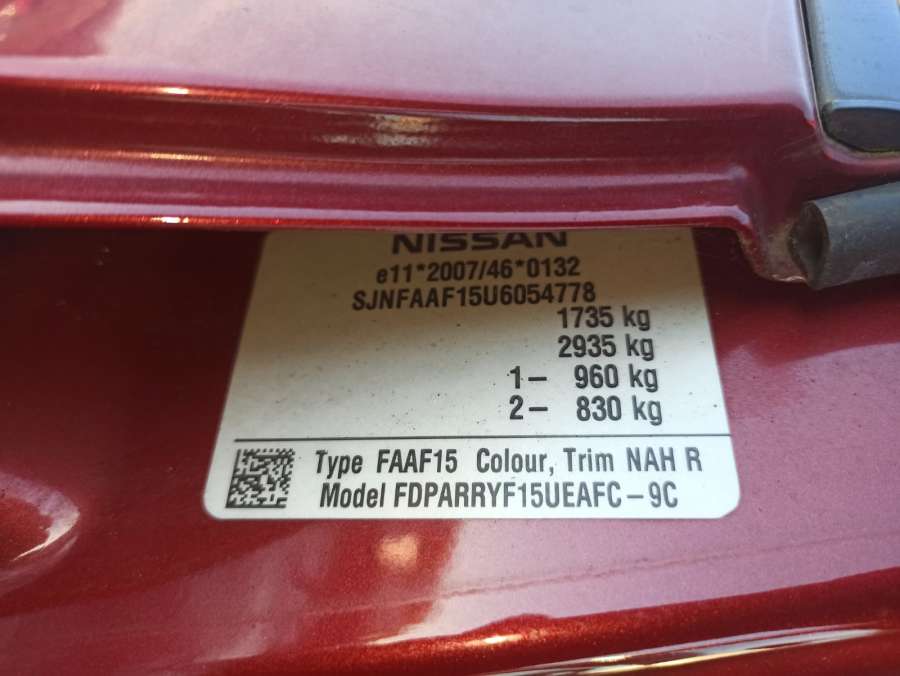 NISSAN
e11*2007/46*0132
SJNFAAF15U6054778
1735 kg
2935 kg
1– 960 kg
2– 830 kg
Type FAAF15 Colour, Trim NAH R
Model FDPARRYF15UEAFC–9C